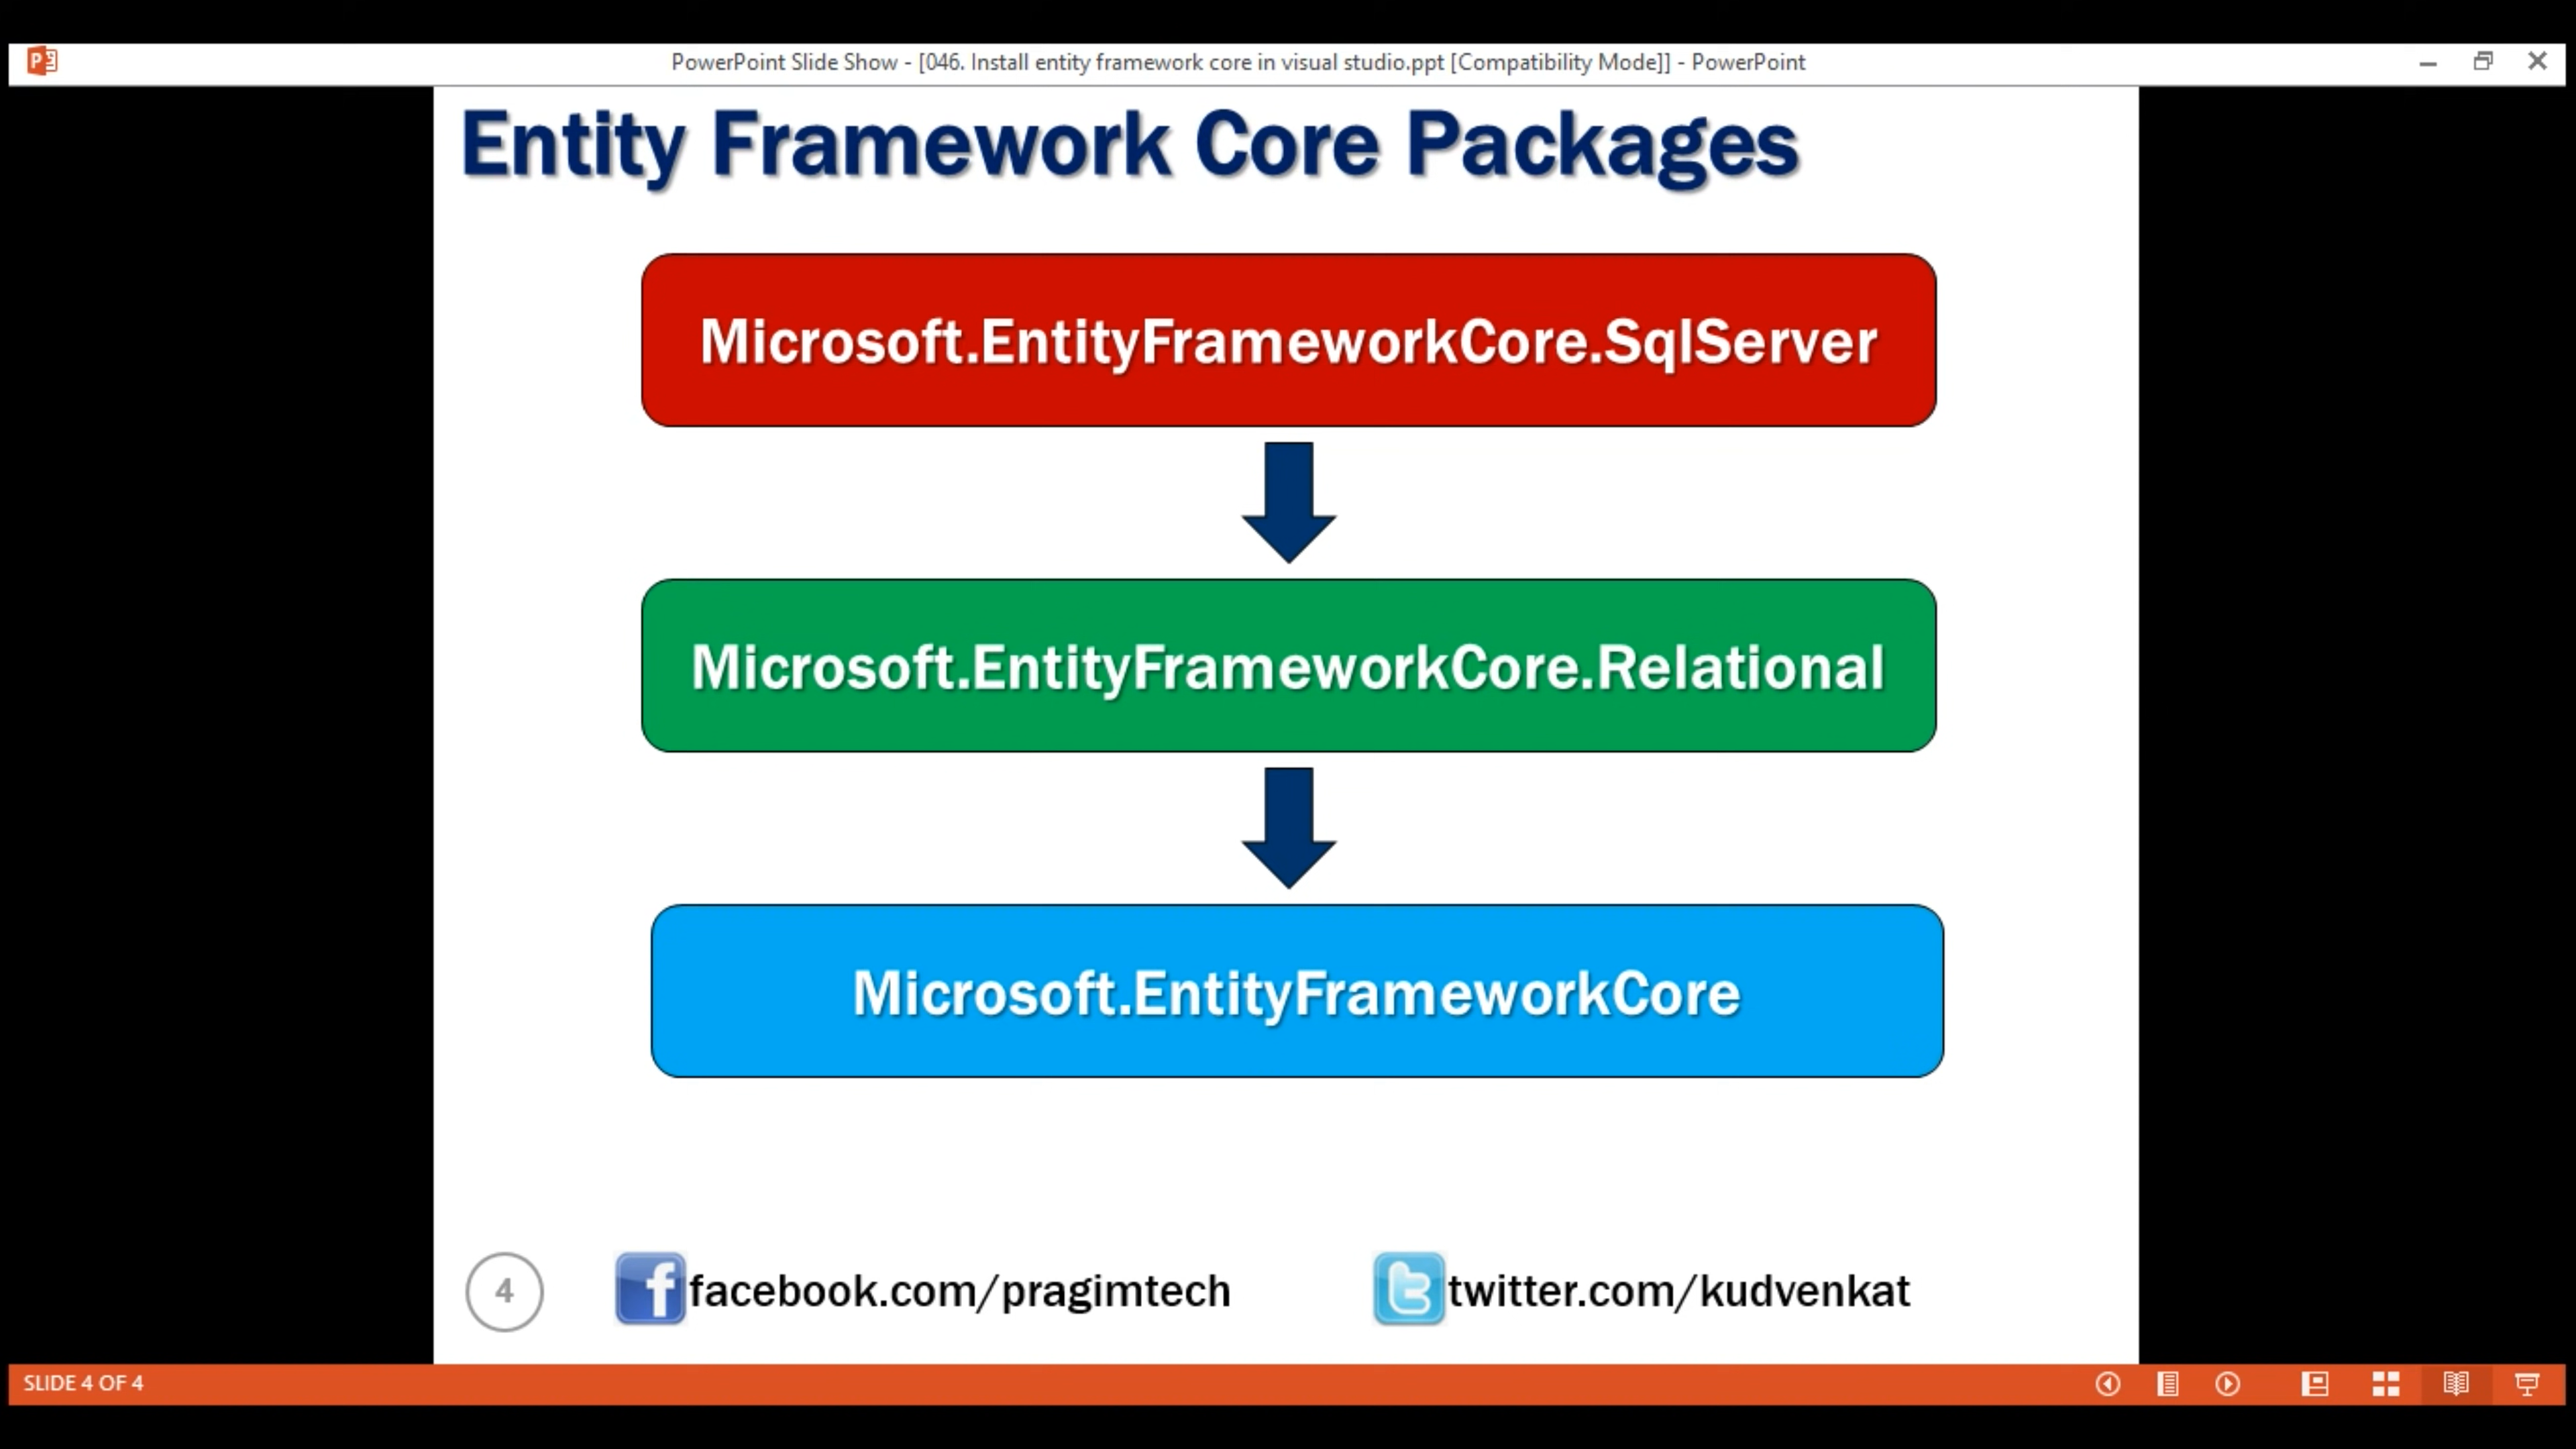 PowerPoint Slide Show - [046. Install entity framework core in visual studio.ppt [Compatibility Mode]] - PowerPoint
Entity Framework Core Packages
Microsoft.EntityFrameworkCore.SqlServer
Microsoft.EntityFrameworkCore.Relational
Microsoft.EntityFrameworkCore
4 facebook.com/pragimtech twitter.com/kudvenkat
SLIDE 4 OF 4